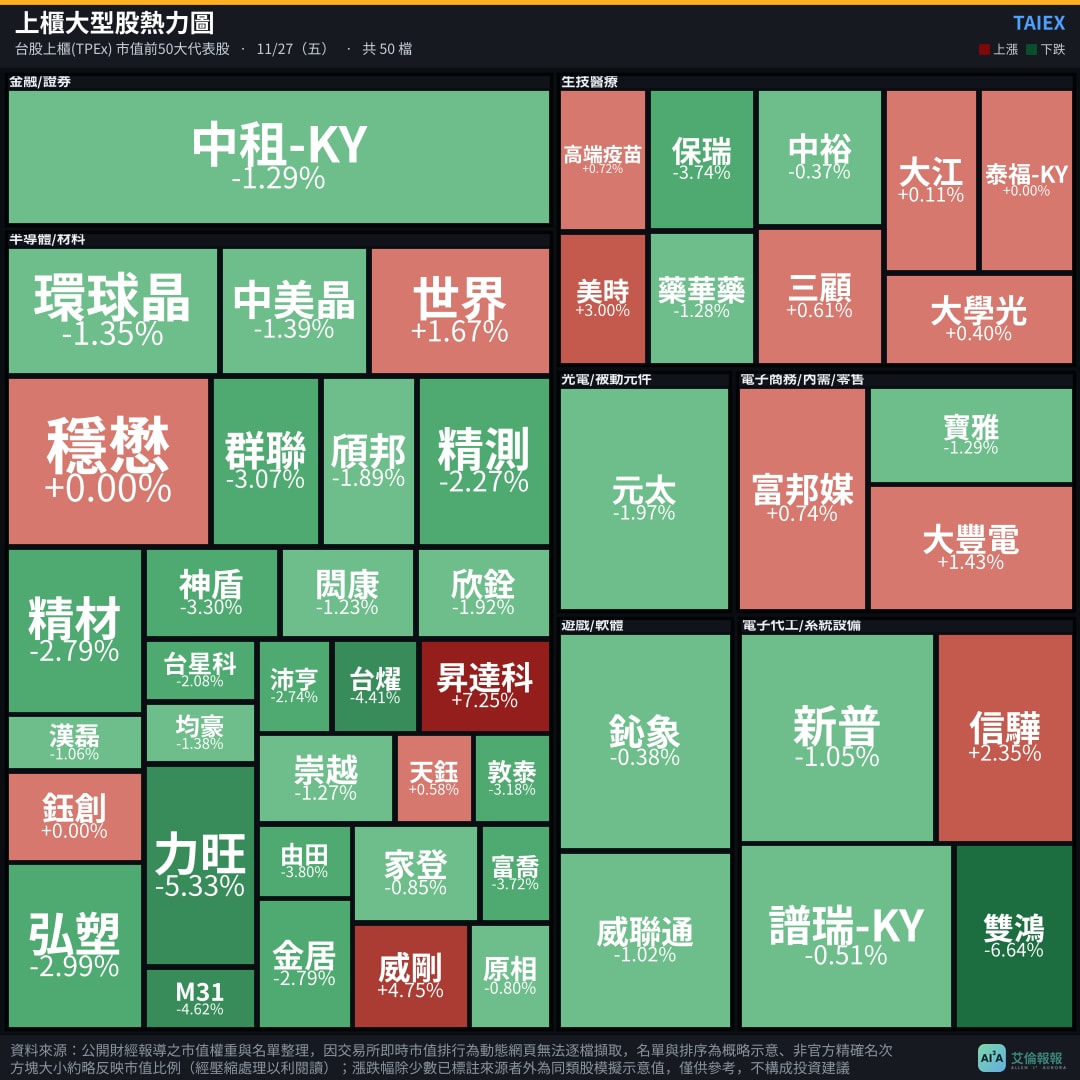 上櫃大型股熱力圖
TAIEX
台股上櫃(TPEx) 市值前50大代表股 · 11/27（五） · 共 50 檔
上漲 下跌
金融/證券
中租-KY
-1.29%
半導體/材料
環球晶
-1.35%
中美晶
-1.39%
世界
+1.67%
穩懋
+0.00%
群聯
-3.07%
頎邦
-1.89%
精測
-2.27%
精材
-2.79%
神盾
-3.30%
閎康
-1.23%
欣銓
-1.92%
台星科
-2.08%
沛亨
-2.74%
台燿
-4.41%
昇達科
+7.25%
漢磊
-1.06%
均豪
-1.38%
崇越
-1.27%
天鈺
+0.58%
敦泰
-3.18%
鈺創
+0.00%
力旺
-5.33%
由田
-3.80%
家登
-0.85%
富喬
-3.72%
弘塑
-2.99%
金居
-2.79%
威剛
+4.75%
原相
-0.80%
M31
-4.62%
生技醫療
高端疫苗
+0.72%
保瑞
-3.74%
中裕
-0.37%
大江
+0.11%
泰福-KY
+0.00%
美時
+3.00%
藥華藥
-1.28%
三顧
+0.61%
大學光
+0.40%
光電/被動元件
元太
-1.97%
電子商務/內需/零售
富邦媒
+0.74%
寶雅
-1.29%
大豐電
+1.43%
遊戲/軟體
鈊象
-0.38%
威聯通
-1.02%
電子代工/系統設備
新普
-1.05%
信驊
+2.35%
譜瑞-KY
-0.51%
雙鴻
-6.64%
資料來源：公開財經報導之市值權重與名單整理，因交易所即時市值排行為動態網頁無法逐檔擷取，名單與排序為概略示意、非官方精確名次
方塊大小約略反映市值比例（經壓縮處理以利閱讀）；漲跌幅除少數已標註來源者外為同類股模擬示意值，僅供參考，不構成投資建議
艾倫報報
ALLEN AURORA